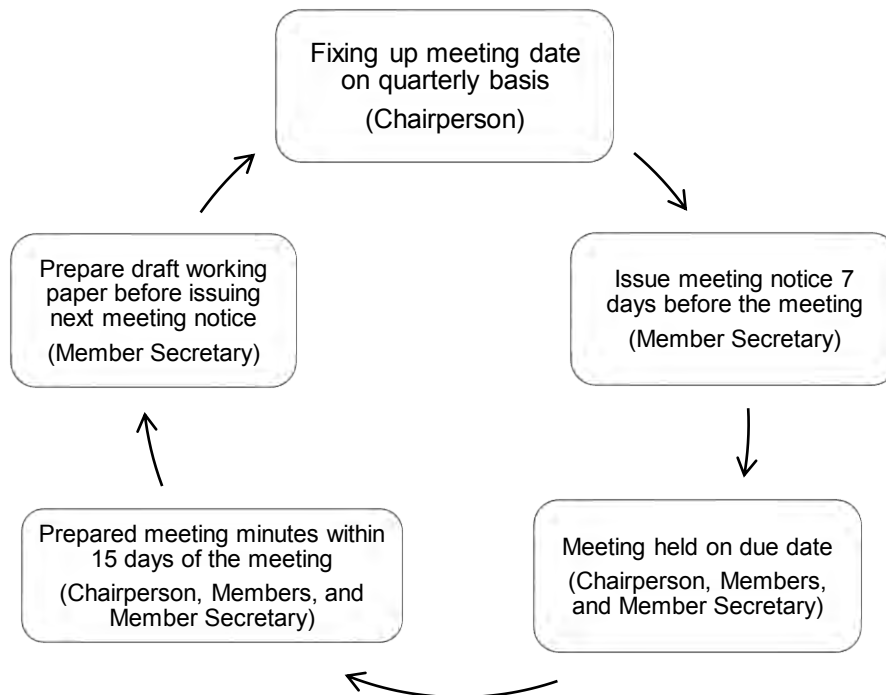 Fixing up meeting date
on quarterly basis
(Chairperson)
Issue meeting notice 7
days before the meeting
(Member Secretary)
Meeting held on due date
(Chairperson, Members,
and Member Secretary)
Prepared meeting minutes within
15 days of the meeting
(Chairperson, Members, and
Member Secretary)
Prepare draft working
paper before issuing
next meeting notice
(Member Secretary)